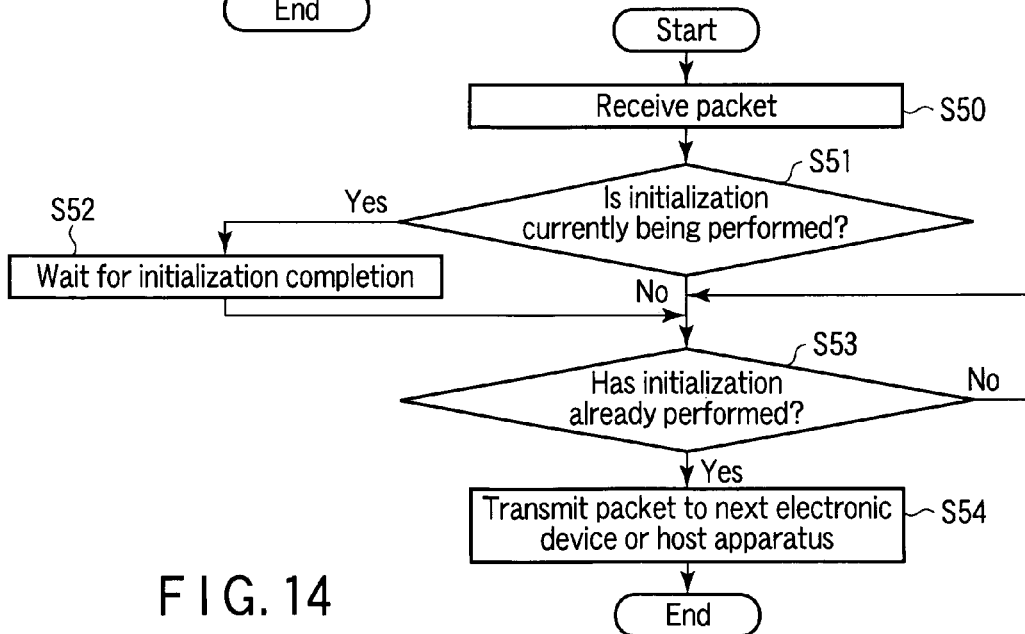 End
Start
Receive packet
S50
S51
Is initialization
currently being performed?
Yes
S52
Wait for initialization completion
No
S53
Has initialization
already performed?
No
Yes
Transmit packet to next electronic
device or host apparatus
S54
End
FIG. 14